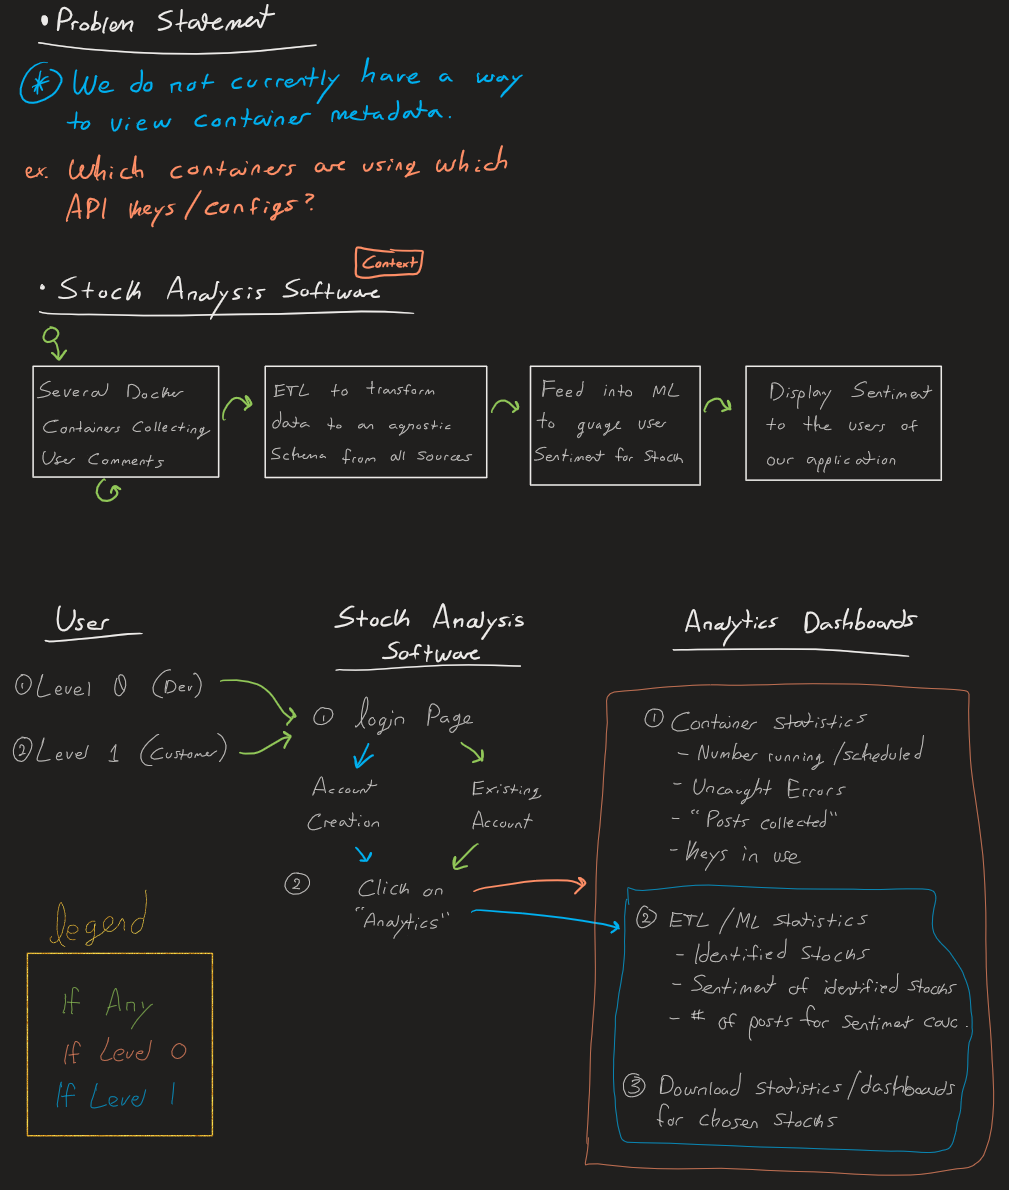 • Problem Statement
* We do not currently have a way
to view container metadata.
ex. Which containers are using which
API keys/configs?
Context
• Stock Analysis Software
Several Docker
Containers Collecting
User Comments
ETL to transform
data to an agnostic
Schema from all sources
Feed into ML
to guage user
Sentiment for Stock
Display Sentiment
to the users of
our application
User
① Level 0 (Dev)
② Level 1 (Customer)
Stock Analysis
Software
① login Page
Account
Creation
Existing
Account
② Click on
"Analytics"
Analytics Dashboards
① Container Statistics
- Number running/scheduled
- Uncaught Errors
- "Posts collected"
- Keys in use
② ETL/ML Statistics
- Identified Stocks
- Sentiment of identified stocks
- # of posts for Sentimet calc.
③ Download statistics/dashboards
for chosen Stocks
legend
If Any
If Level 0
If Level 1